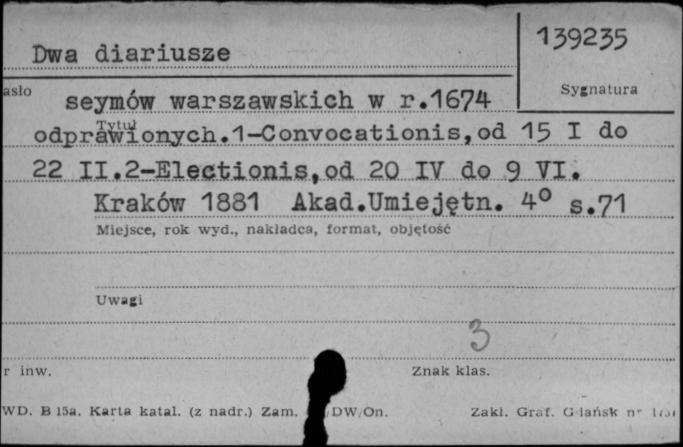 Dwa diariusze
139235
asło
Sygnatura
seymów warszawskich w r.1674
Tytuł
odprawionych.1-Convocationis,od 15 I do
22 II.2-Electionis,od 20 IV do 9 VI.
Kraków 1881 Akad.Umiejętn. 4⁰ s.71
Miejsce, rok wyd., nakładca, format, objętość
Uwagi
3
r inw.
Znak klas.
WD. B 15a. Karta katal. (z nadr.) Zam. /DW/On.
Zakł. Graf. Gdańsk nr